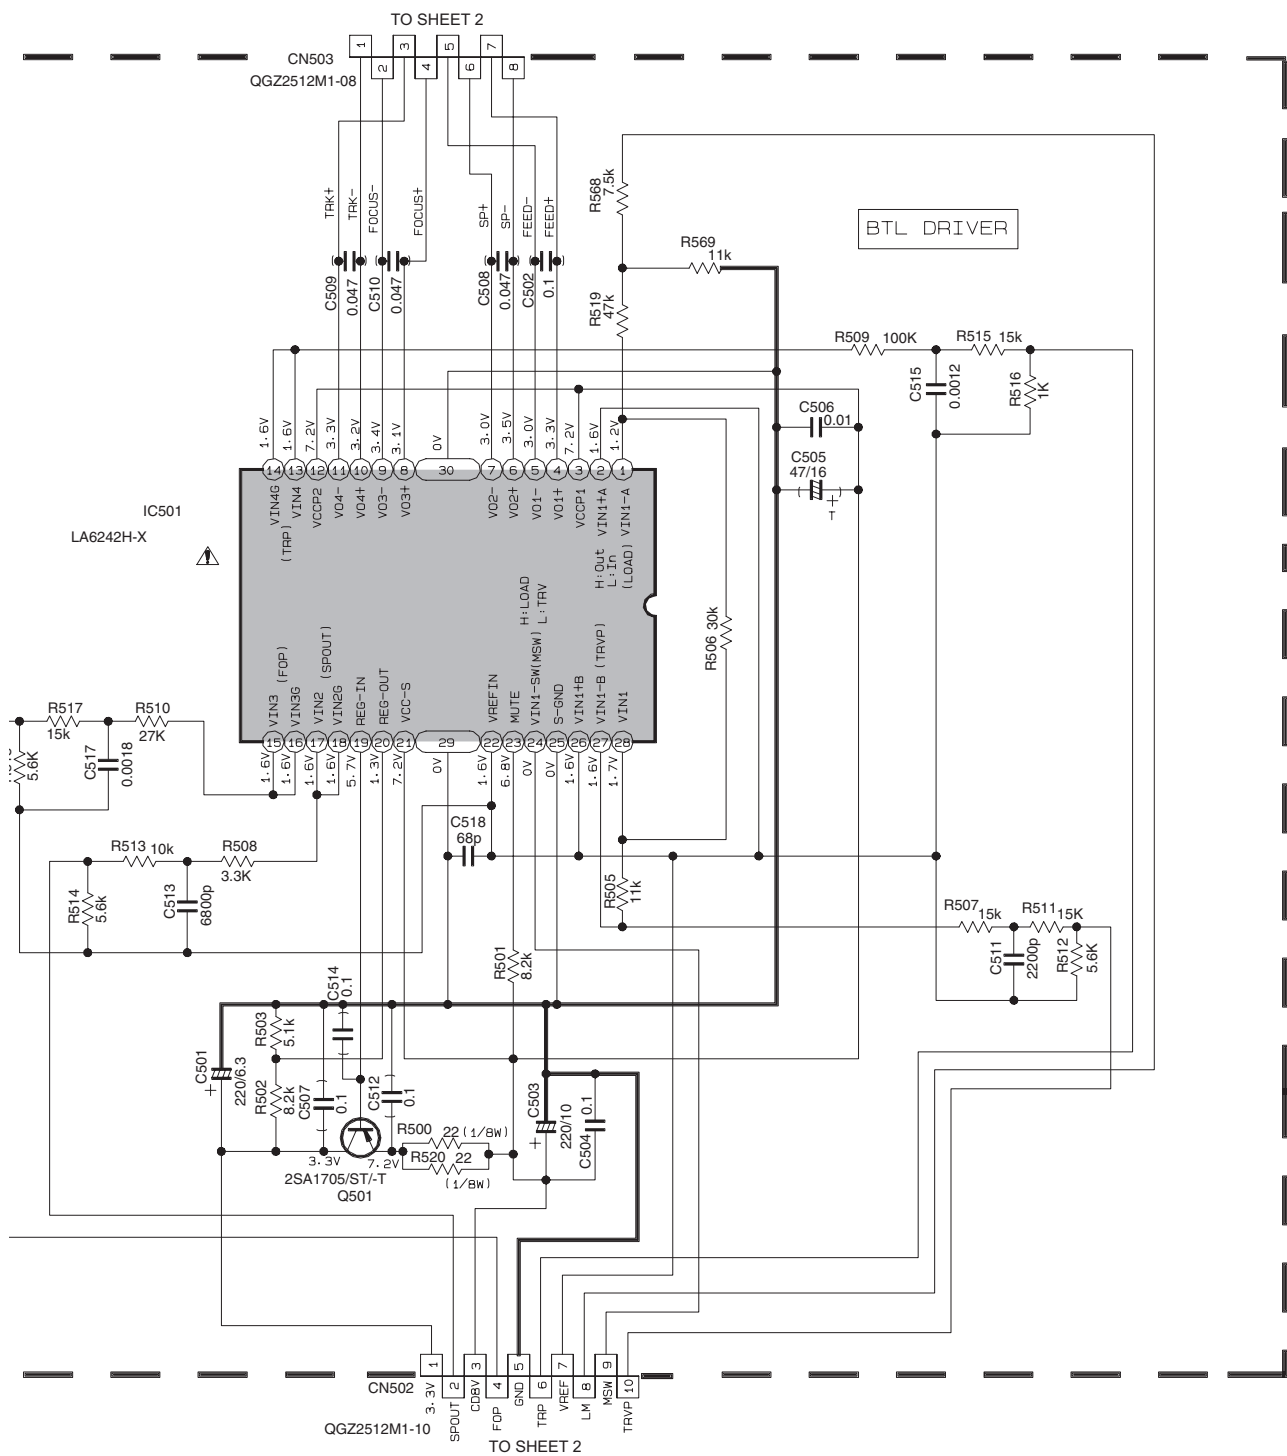 TO SHEET 2
CN503
QGZ2512M1-08
1
2
3
4
5
6
7
8
TRK+
TRK-
FOCUS-
FOCUS+
SP+
SP-
FEED-
FEED+
C509
0.047
C510
0.047
C508
0.047
C502
0.1
R568
7.5k
R569
11k
R519
47k
BTL DRIVER
R509 100K
R515 15k
C515
0.0012
R516
1K
C506
0.01
C505
47/16
+
T
1.6V
1.6V
7.2V
3.3V
3.2V
3.4V
3.1V
0V
3.0V
3.5V
3.0V
3.3V
7.2V
1.6V
1.2V
14
13
12
11
10
9
8
30
7
6
5
4
3
2
1
VIN4G
VIN4
(TRP)
VCCP2
VO4-
VO4+
VO3-
VO3+
VO2-
VO2+
VO1-
VO1+
VCCP1
VIN1+A
VIN1-A
H:Out
L:In
(LOAD)
IC501
LA6242H-X
H:LOAD
L:TRV
R506 30k
VIN3
(FOP)
VIN3G
VIN2 (SPOUT)
VIN2G
REG-IN
REG-OUT
VCC-S
VREFIN
MUTE
VIN1-SW(MSW)
S-GND
VIN1+B
VIN1-B (TRVP)
VIN1
15
16
17
18
19
20
21
29
22
23
24
25
26
27
28
1.6V
1.6V
1.6V
1.6V
5.7V
1.3V
7.2V
0V
1.6V
6.8V
0V
0V
1.6V
1.6V
1.7V
R517
15k
R510
27K
5.6K
C517
0.0018
R513 10k
R508
3.3K
R514
5.6k
C513
6800p
C518
68p
R505
11k
R507
15k
R511
15K
C511
2200p
R512
5.6K
R501
8.2k
C514
0.1
R503
5.1k
C501
220/6.3
+
R502
8.2k
C507
0.1
C512
0.1
C503
220/10
+
C504
0.1
R500
22 (1/8W)
R520 22
(1/8W)
3.3V
7.2V
2SA1705/ST/-T
Q501
CN502
QGZ2512M1-10
1
2
3
4
5
6
7
8
9
10
3.3V
SPOUT
CD8V
FOP
GND
TRP
VREF
LM
MSW
TRVP
TO SHEET 2